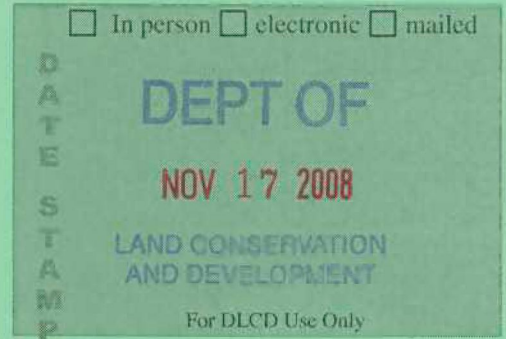 ☐ In person ☐ electronic ☐ mailed
DATE STAMP
DEPT OF
NOV 17 2008
LAND CONSERVATION
AND DEVELOPMENT
For DLCD Use Only